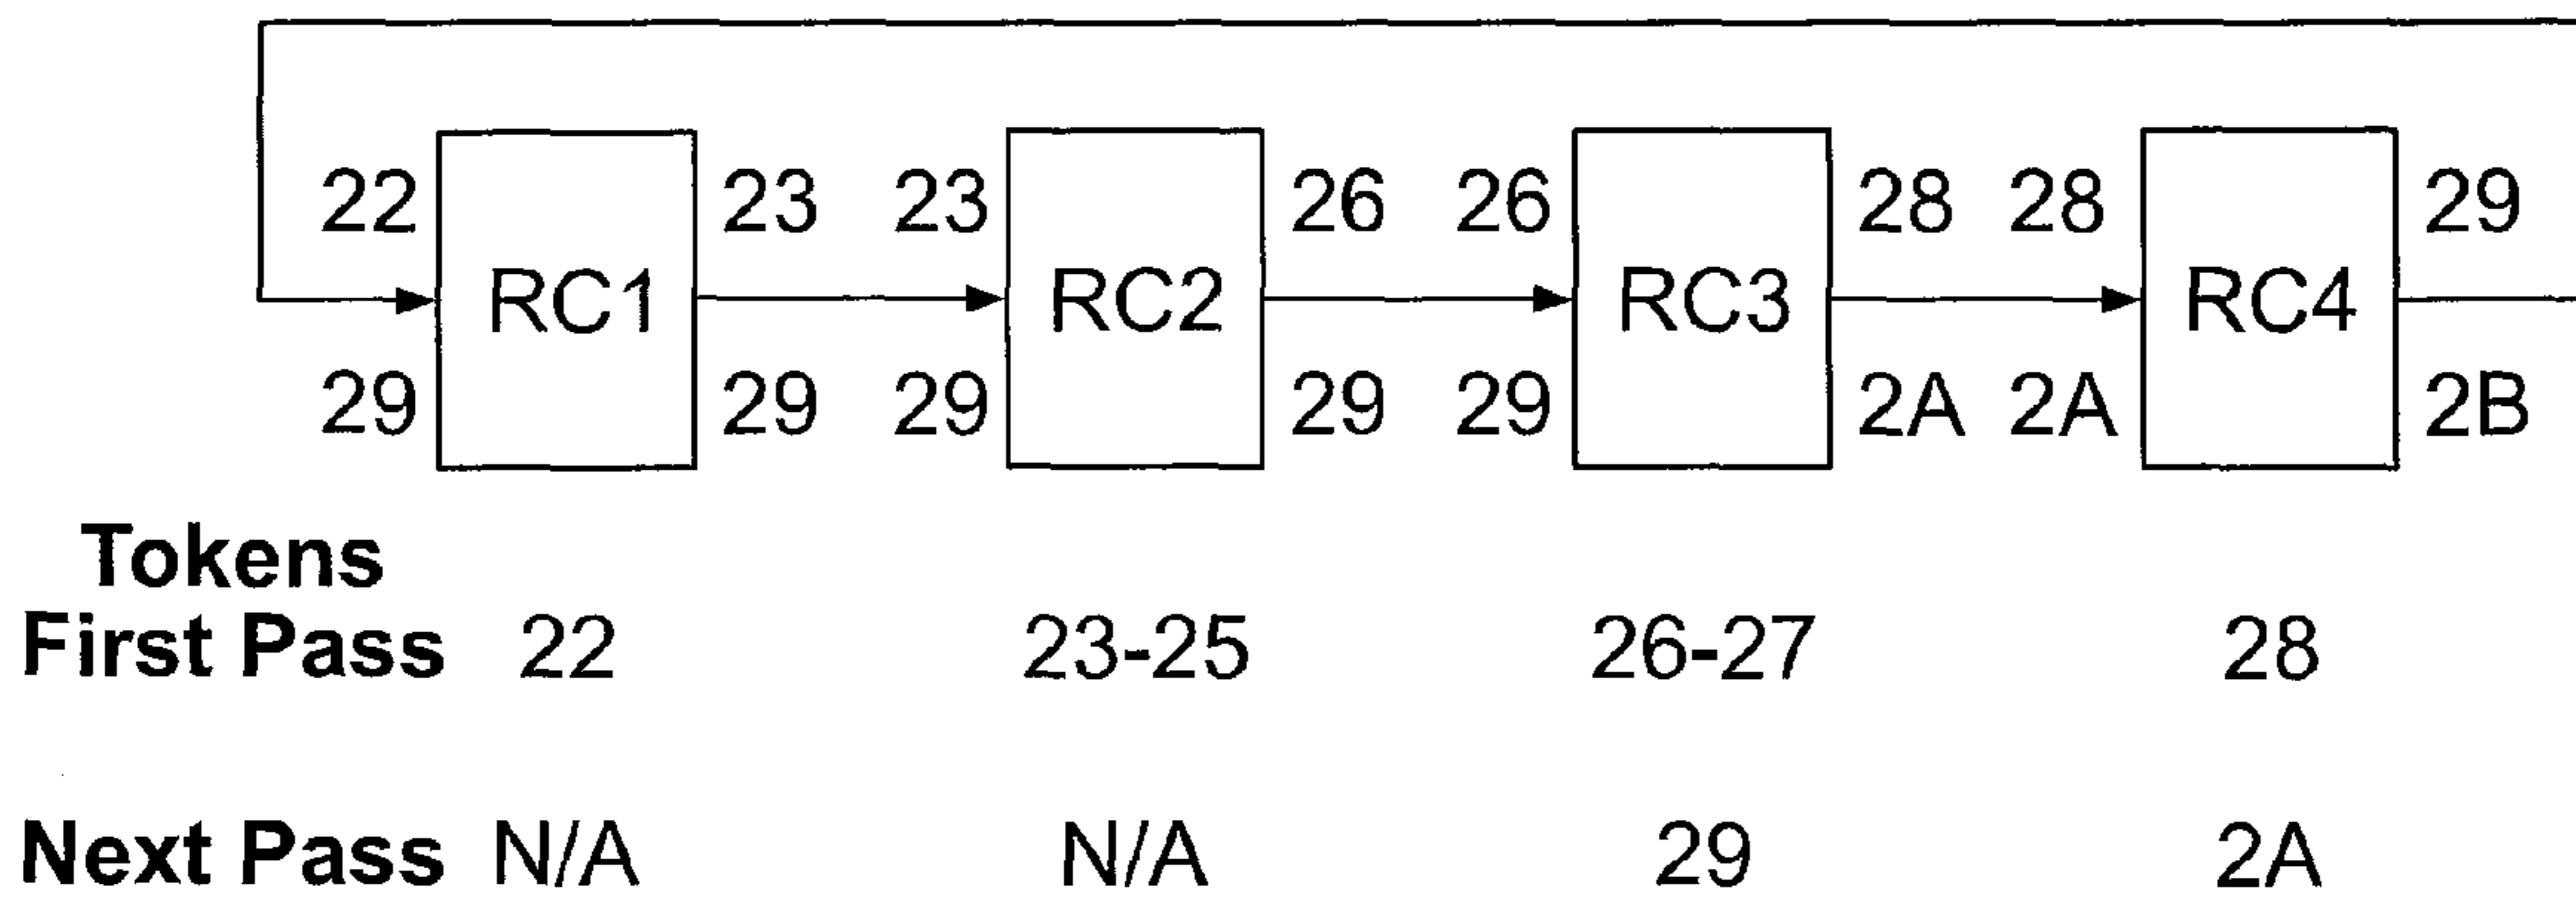 22 23 23 26 26 28 28 29
RC1 RC2 RC3 RC4
29 29 29 29 29 2A 2A 2B
Tokens
First Pass 22 23-25 26-27 28
Next Pass N/A N/A 29 2A